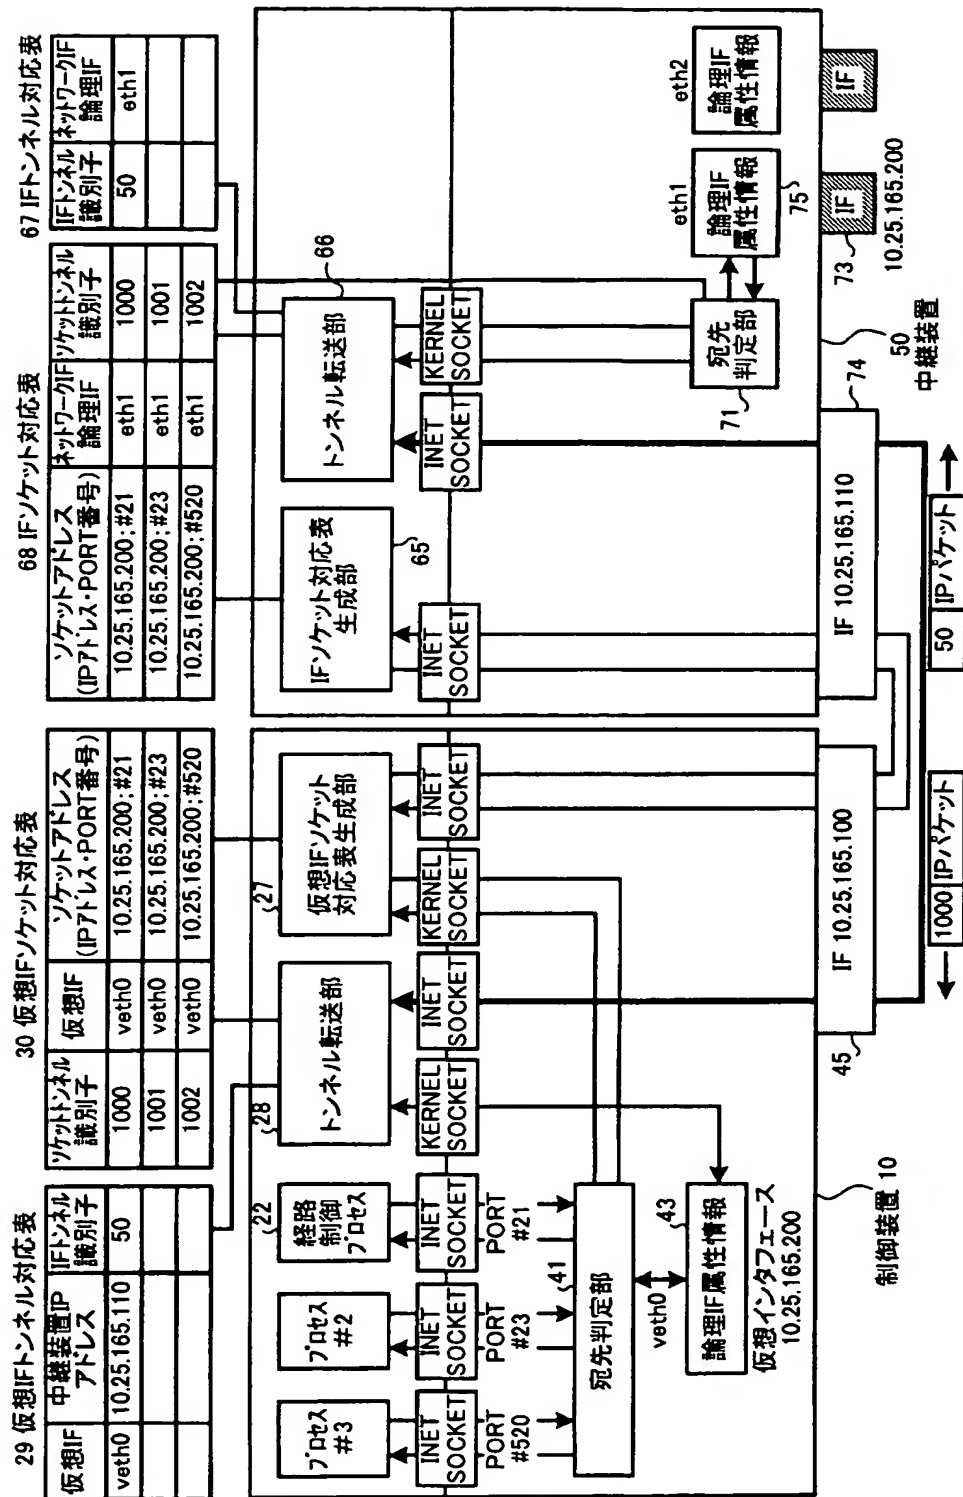 29 仮想IFトンネル対応表
仮想IF
中継装置IP
アドレス
IFトンネル
識別子
veth0
10.25.165.110
50
30 仮想IFソケット対応表
ソケットトンネル
識別子
仮想IF
ソケットアドレス
(IPアドレス・PORT番号)
1000
veth0
10.25.165.200;#21
1001
veth0
10.25.165.200;#23
1002
veth0
10.25.165.200;#520
68 IFソケット対応表
ソケットアドレス
(IPアドレス・PORT番号)
ネットワークIF
論理IF
ソケットトンネル
識別子
10.25.165.200;#21
eth1
1000
10.25.165.200;#23
eth1
1001
10.25.165.200;#520
eth1
1002
67 IFトンネル対応表
IFトンネル
識別子
ネットワークIF
論理IF
50
eth1
プロセス
#3
プロセス
#2
経路
制御
プロセス
22
トンネル転送部
28
仮想IFソケット
対応表生成部
27
INET
SOCKET
INET
SOCKET
INET
SOCKET
KERNEL
SOCKET
INET
SOCKET
KERNEL
SOCKET
INET
SOCKET
PORT
#520
PORT
#23
PORT
#21
宛先判定部
41
veth0
論理IF属性情報
43
仮想インタフェース
10.25.165.200
制御装置 10
IF 10.25.165.100
45
IFソケット対応表
生成部
65
トンネル転送部
66
INET
SOCKET
INET
SOCKET
KERNEL
SOCKET
宛先
判定部
71
eth1
論理IF
属性情報
75
eth2
論理IF
属性情報
IF 10.25.165.110
74
50
中継装置
IF
73
10.25.165.200
IF
1000
IPパケット
50
IPパケット